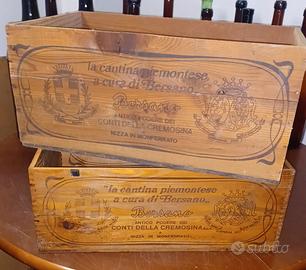 la cantina piemontese
a cura di Bersano
Bersano
ANTICO PODERE DEI
CONTI DELLA CREMOSINA
NIZZA IN MONFERRATO
"la cantina piemontese
a cura di Bersano"
Bersano
ANTICO PODERE DEI
CONTI DELLA CREMOSINA
NIZZA IN MONFERRATO
subito